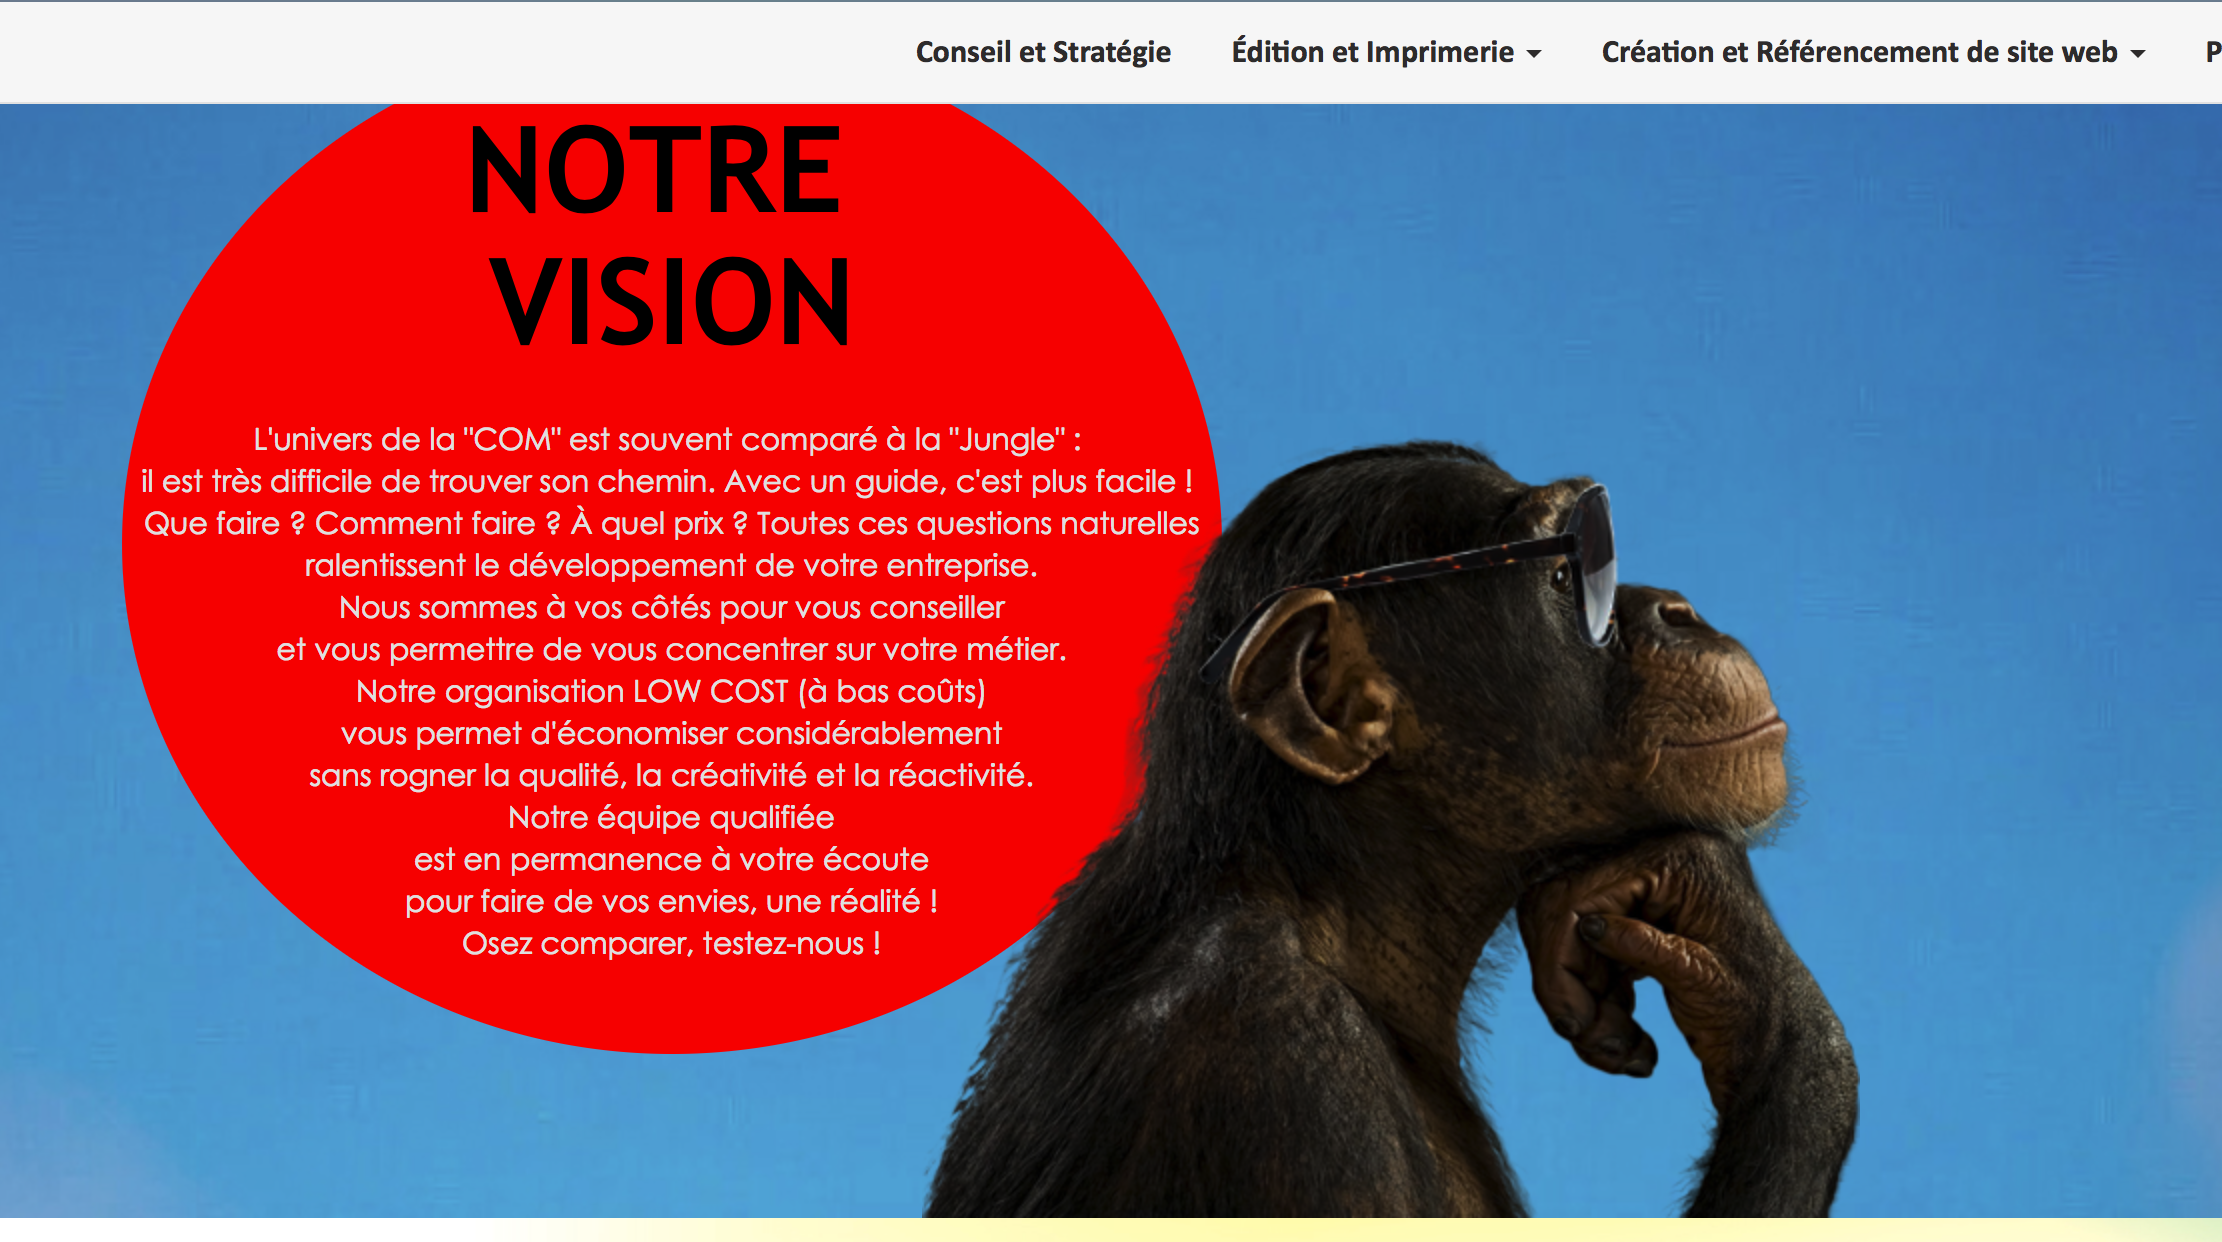 Conseil et Stratégie Édition et Imprimerie Création et Référencement de site web P
NOTRE
VISION
L'univers de la "COM" est souvent comparé à la "Jungle" :
il est très difficile de trouver son chemin. Avec un guide, c'est plus facile !
Que faire ? Comment faire ? À quel prix ? Toutes ces questions naturelles
ralentissent le développement de votre entreprise.
Nous sommes à vos côtés pour vous conseiller
et vous permettre de vous concentrer sur votre métier.
Notre organisation LOW COST (à bas coûts)
vous permet d'économiser considérablement
sans rogner la qualité, la créativité et la réactivité.
Notre équipe qualifiée
est en permanence à votre écoute
pour faire de vos envies, une réalité !
Osez comparer, testez-nous !